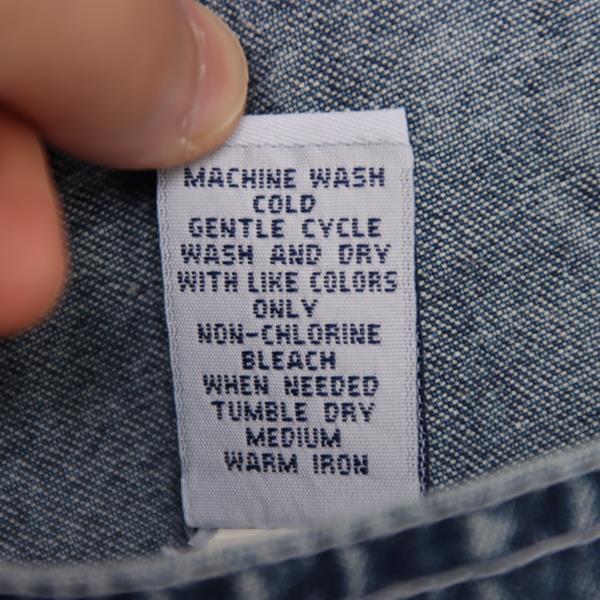 MACHINE WASH
COLD
GENTLE CYCLE
WASH AND DRY
WITH LIKE COLORS
ONLY
NON-CHLORINE
BLEACH
WHEN NEEDED
TUMBLE DRY
MEDIUM
WARM IRON